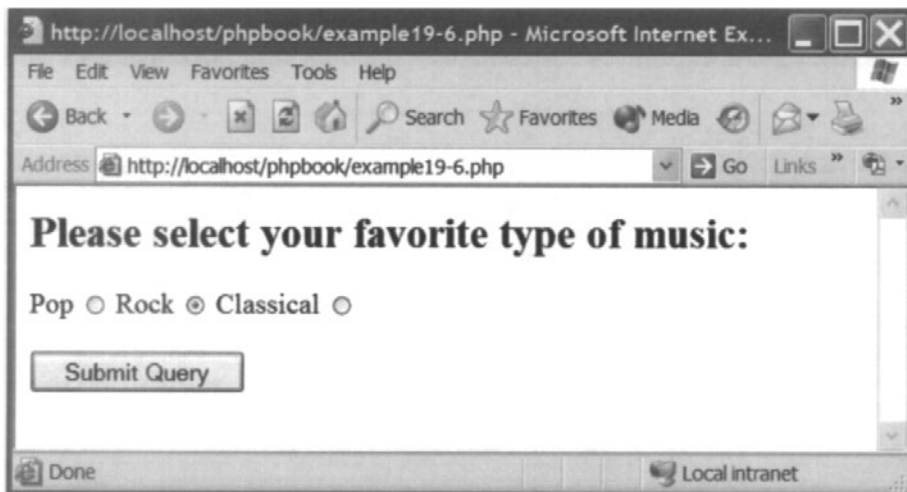 http://localhost/phpbook/example19-6.php - Microsoft Internet Ex...
File Edit View Favorites Tools Help
Back Search Favorites Media »
Address http://localhost/phpbook/example19-6.php Go Links »
Please select your favorite type of music:
Pop Rock Classical
Submit Query
Done Local intranet